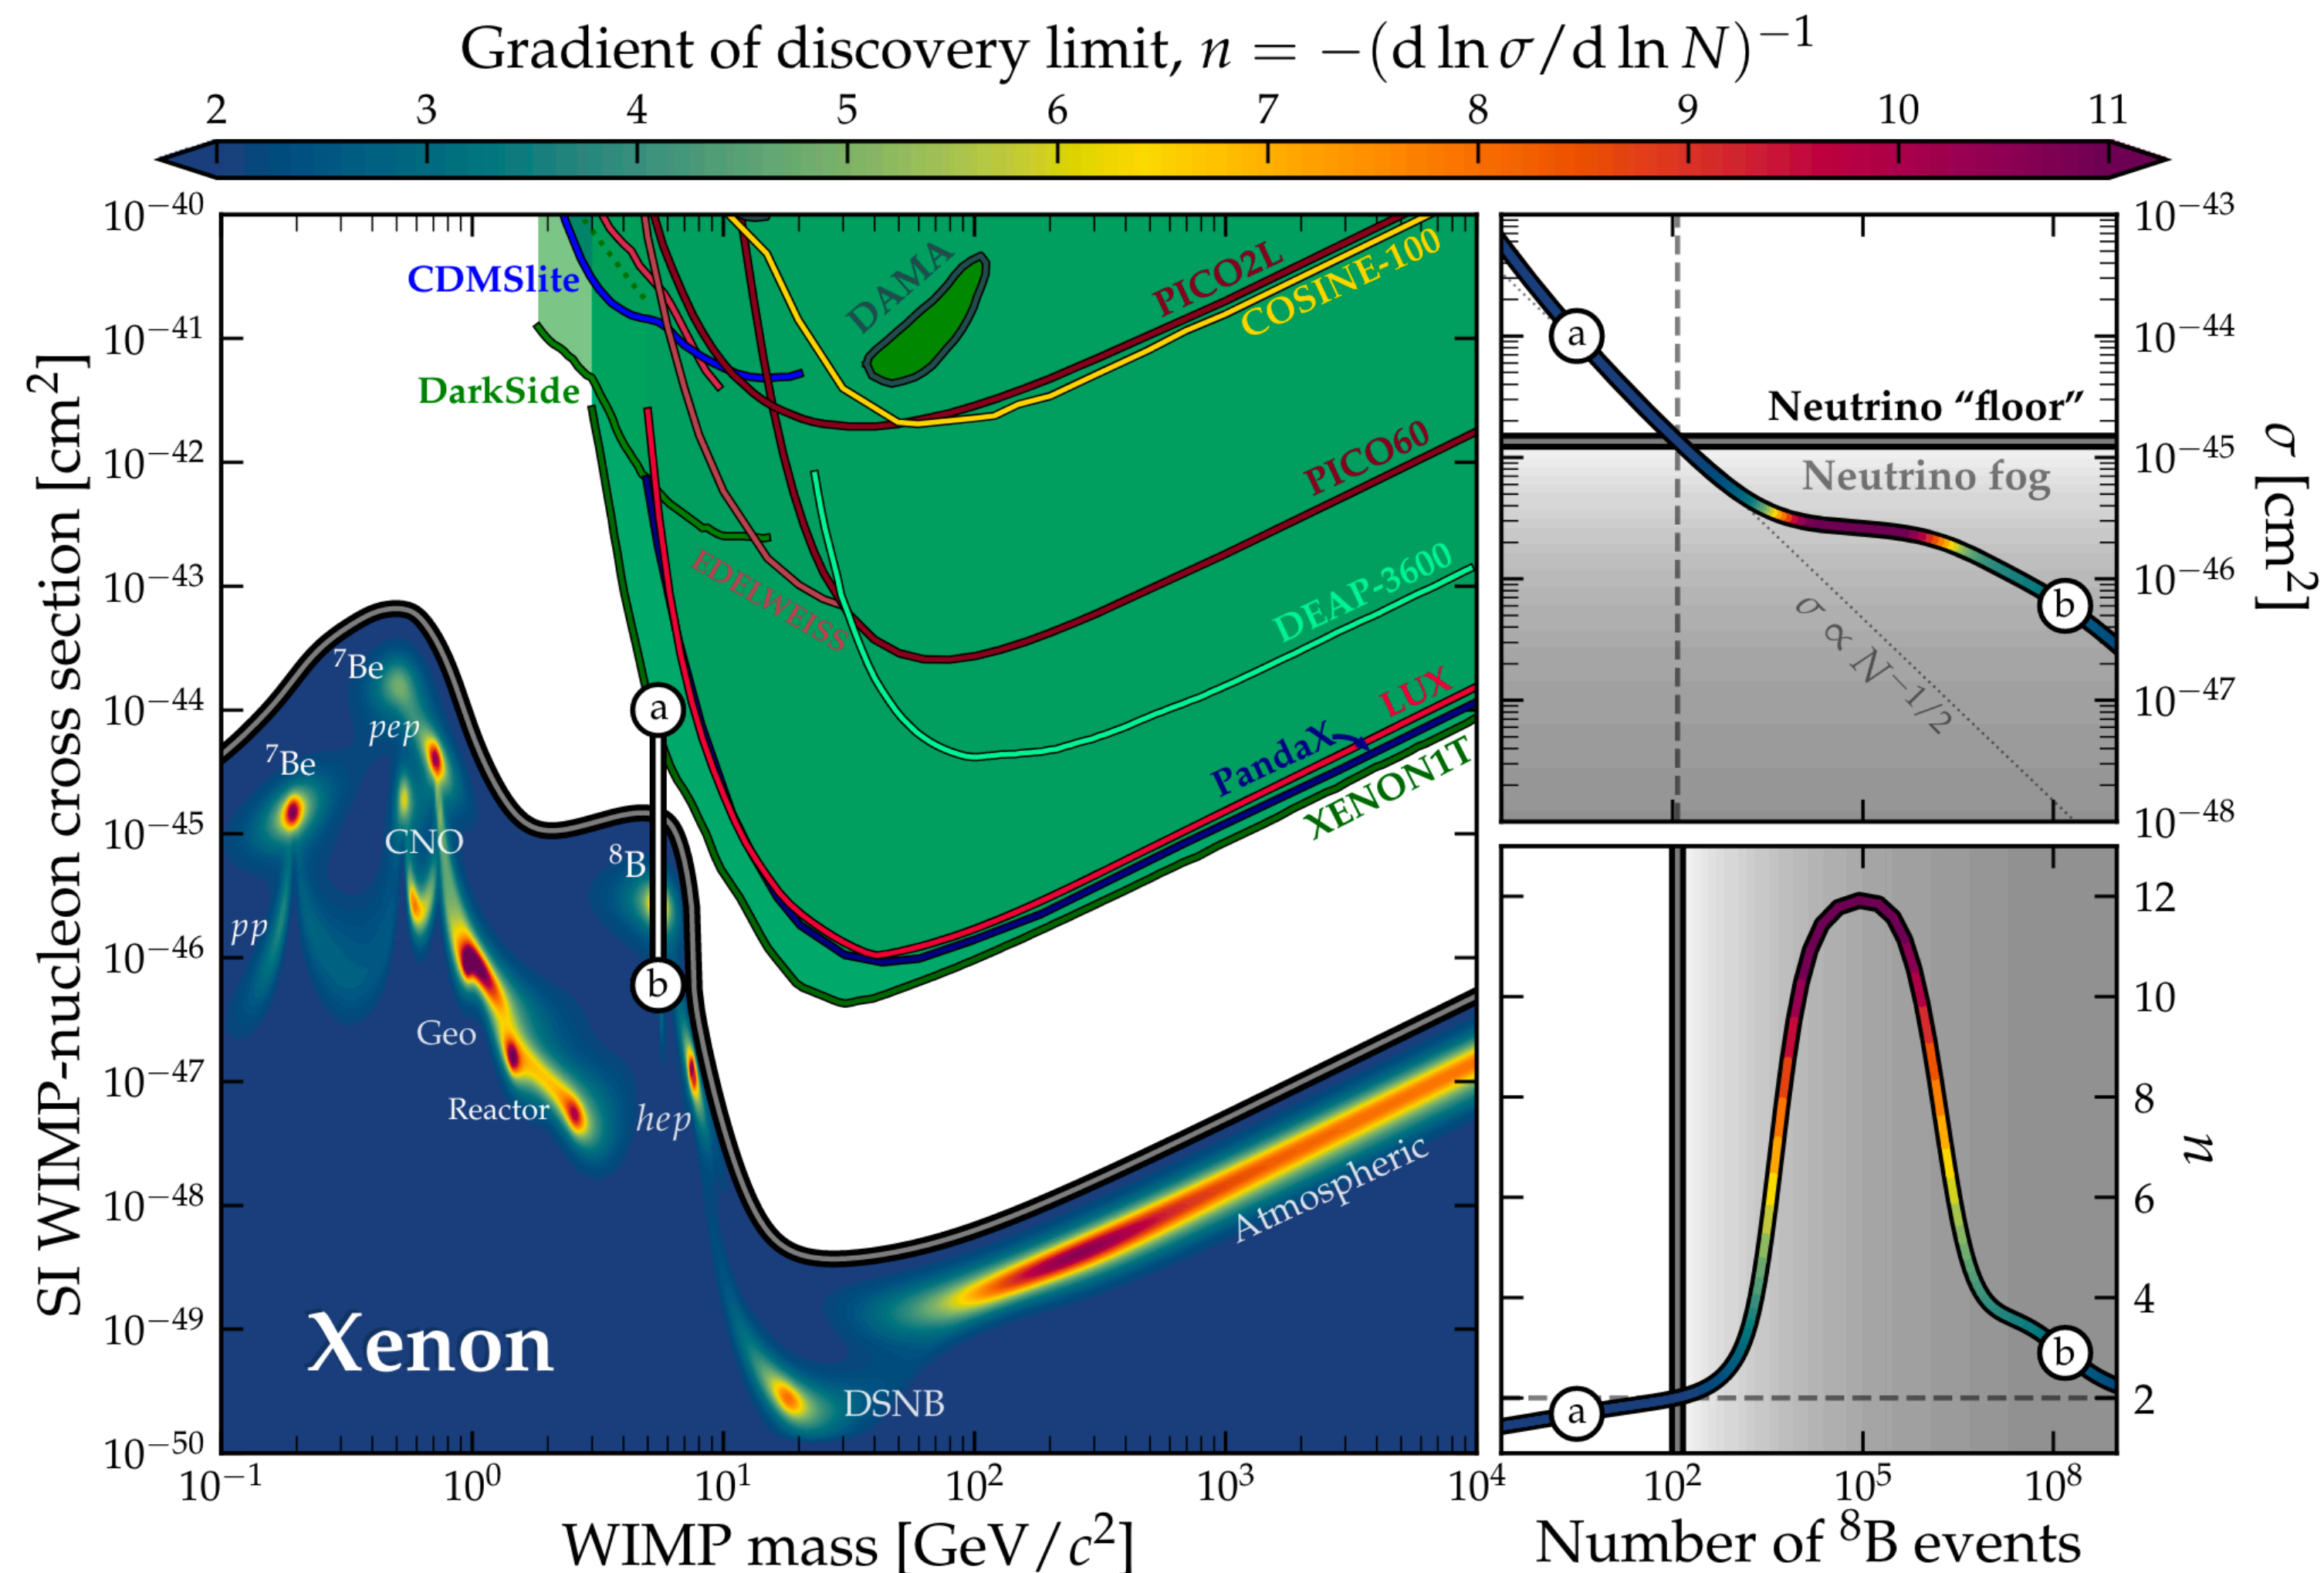 Gradient of discovery limit, n = −(d ln σ/d ln N)⁻¹
2 3 4 5 6 7 8 9 10 11
SI WIMP-nucleon cross section [cm²]
10⁻⁴⁰
10⁻⁴¹
10⁻⁴²
10⁻⁴³
10⁻⁴⁴
10⁻⁴⁵
10⁻⁴⁶
10⁻⁴⁷
10⁻⁴⁸
10⁻⁴⁹
10⁻⁵⁰
CDMSlite
DarkSide
DAMA
PICO2L
COSINE-100
PICO60
EDELWEISS
DEAP-3600
LUX
PandaX
XENON1T
a
b
⁷Be
pep
⁷Be
CNO
⁸B
pp
Geo
Reactor
hep
Atmospheric
DSNB
Xenon
10⁻¹ 10⁰ 10¹ 10² 10³ 10⁴
WIMP mass [GeV/c²]
a
Neutrino “floor”
Neutrino fog
b
σ ∝ N⁻¹/²
10⁻⁴³
10⁻⁴⁴
10⁻⁴⁵
10⁻⁴⁶
10⁻⁴⁷
10⁻⁴⁸
σ [cm²]
a
b
12
10
8
6
4
2
n
10² 10⁵ 10⁸
Number of ⁸B events